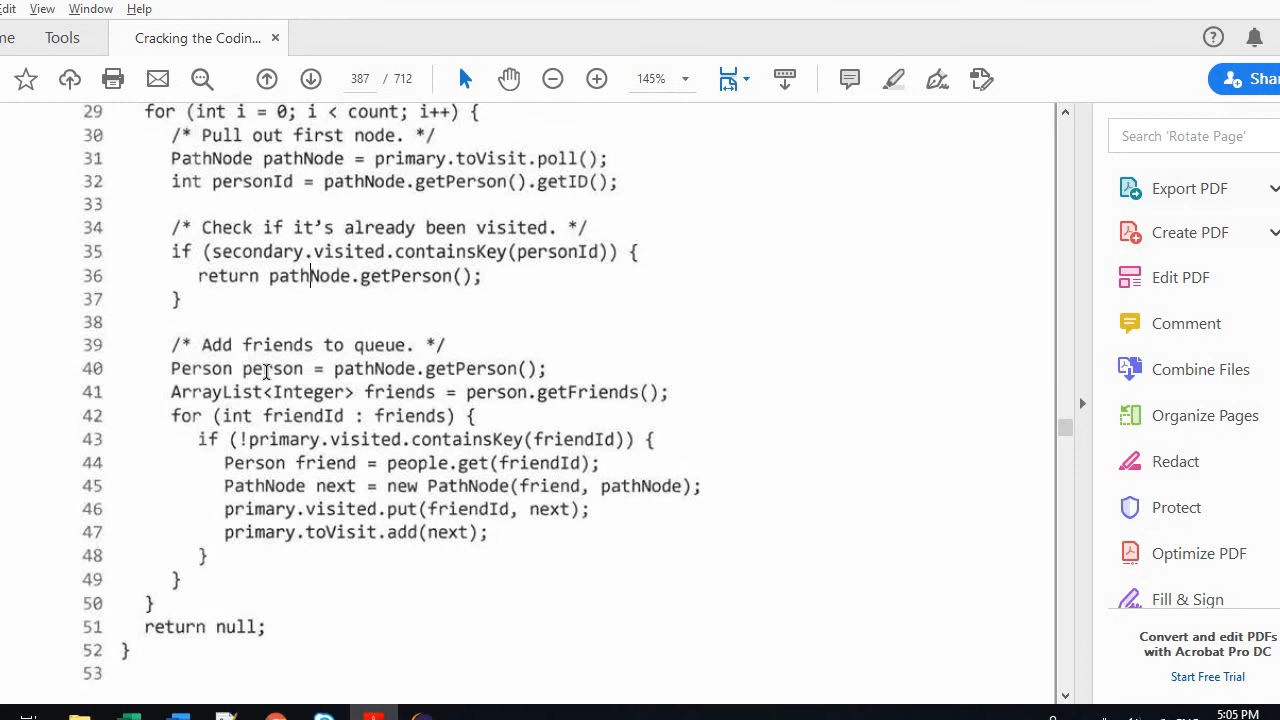 Edit View Window Help
me Tools Cracking the Codin... ×
387 / 712 145% Shar
29 for (int i = 0; i < count; i++) {
30 /* Pull out first node. */
31 PathNode pathNode = primary.toVisit.poll();
32 int personId = pathNode.getPerson().getID();
33
34 /* Check if it’s already been visited. */
35 if (secondary.visited.containsKey(personId)) {
36 return pathNode.getPerson();
37 }
38
39 /* Add friends to queue. */
40 Person person = pathNode.getPerson();
41 ArrayList<Integer> friends = person.getFriends();
42 for (int friendId : friends) {
43 if (!primary.visited.containsKey(friendId)) {
44 Person friend = people.get(friendId);
45 PathNode next = new PathNode(friend, pathNode);
46 primary.visited.put(friendId, next);
47 primary.toVisit.add(next);
48 }
49 }
50 }
51 return null;
52 }
53
Search 'Rotate Page'
Export PDF
Create PDF
Edit PDF
Comment
Combine Files
Organize Pages
Redact
Protect
Optimize PDF
Fill & Sign
Convert and edit PDFs
with Acrobat Pro DC
Start Free Trial
5:05 PM